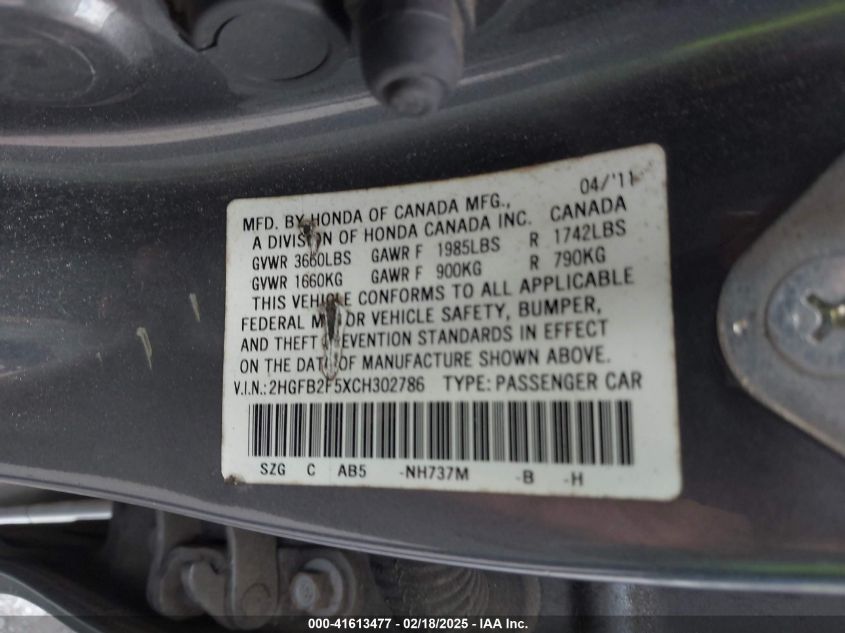 04/'11
MFD. BY HONDA OF CANADA MFG.,
A DIVISION OF HONDA CANADA INC. CANADA
GVWR 3660LBS GAWR F 1985LBS R 1742LBS
GVWR 1660KG GAWR F 900KG R 790KG
THIS VEHICLE CONFORMS TO ALL APPLICABLE
FEDERAL MOTOR VEHICLE SAFETY, BUMPER,
AND THEFT PREVENTION STANDARDS IN EFFECT
ON THE DATE OF MANUFACTURE SHOWN ABOVE.
V.I.N.: 2HGFB2F5XCH302786 TYPE: PASSENGER CAR
SZG C AB5 -NH737M -B -H
000-41613477 — 02/18/2025 — IAA Inc.